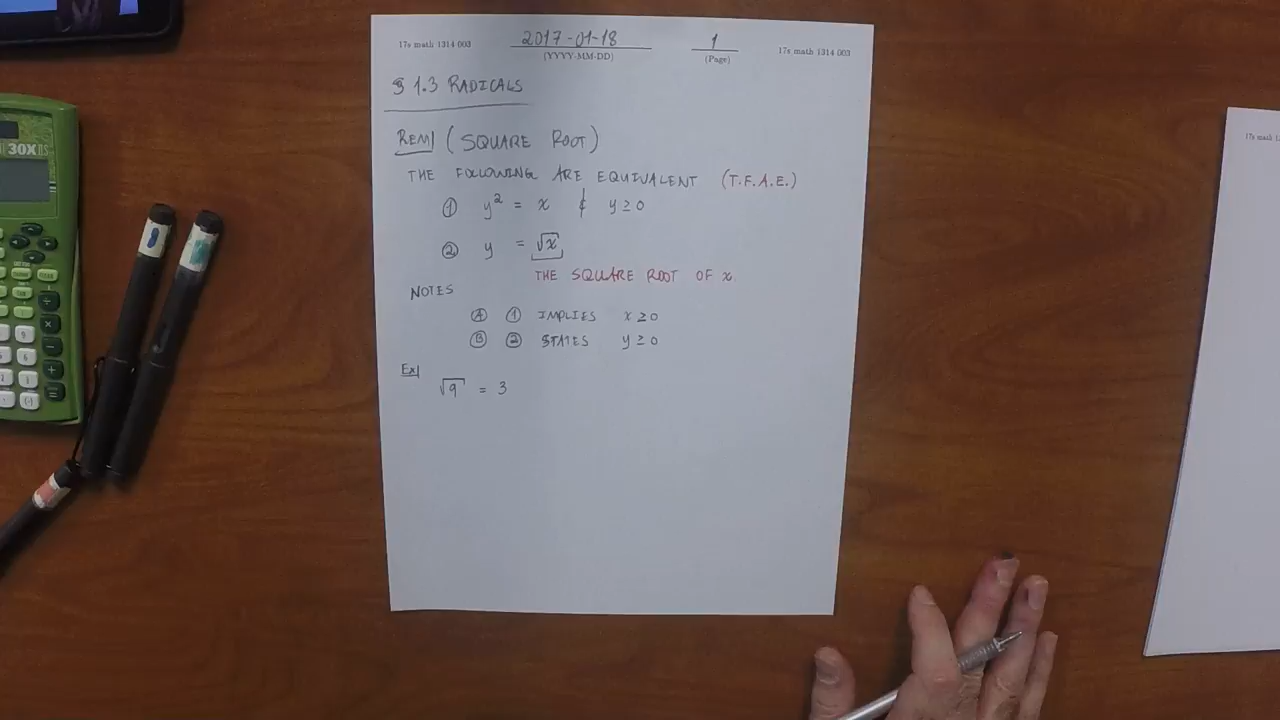 17s math 1314 003 2017-01-18 1 17s math 1314 003
(YYYY-MM-DD) (Page)
§ 1.3 RADICALS
REM (SQUARE ROOT)
THE FOLLOWING ARE EQUIVALENT (T.F.A.E.)
① y² = x & y ≥ 0
② y = √x
THE SQUARE ROOT OF x.
NOTES
Ⓐ ① IMPLIES x ≥ 0
Ⓑ ② STATES y ≥ 0
Ex
√9 = 3
30X IIS
17s math